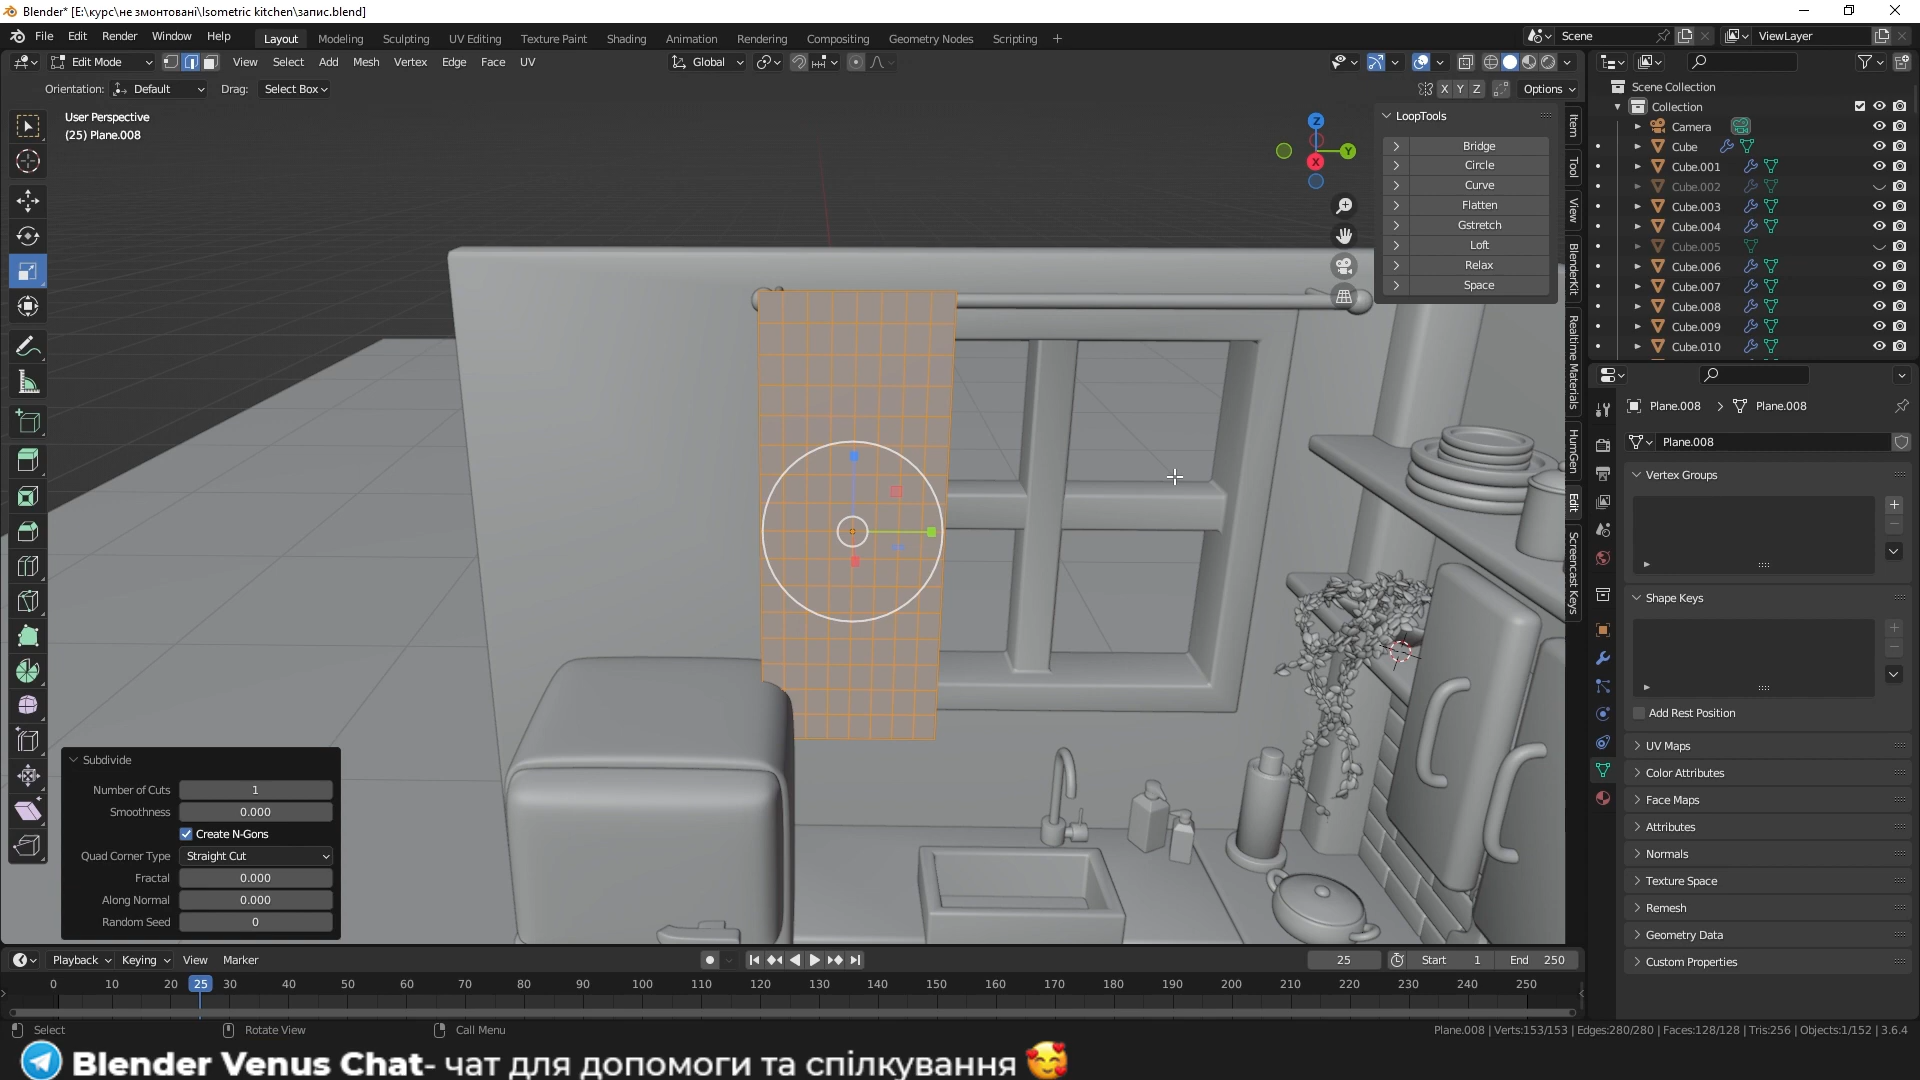 Blender* [E:\курс\не змонтовані\Isometric kitchen\запис.blend]
File Edit Render Window Help Layout Modeling Sculpting UV Editing Texture Paint Shading Animation Rendering Compositing Geometry Nodes Scripting + Scene ViewLayer
Edit Mode View Select Add Mesh Vertex Edge Face UV Global
Orientation: Default Drag: Select Box X Y Z Options
User Perspective
(25) Plane.008
Z
Y
X
LoopTools
Bridge
Circle
Curve
Flatten
Gstretch
Loft
Relax
Space
Item
Tool
View
BlenderKit
Realtime Materials
HumGen
Edit
Screencast Keys
Scene Collection
Collection
Camera
Cube
Cube.001
Cube.002
Cube.003
Cube.004
Cube.005
Cube.006
Cube.007
Cube.008
Cube.009
Cube.010
Plane.008 > Plane.008
Plane.008
Vertex Groups
Shape Keys
Add Rest Position
UV Maps
Color Attributes
Face Maps
Attributes
Normals
Texture Space
Remesh
Geometry Data
Custom Properties
Subdivide
Number of Cuts 1
Smoothness 0.000
Create N-Gons
Quad Corner Type Straight Cut
Fractal 0.000
Along Normal 0.000
Random Seed 0
Playback Keying View Marker 25 Start 1 End 250
0 10 20 25 30 40 50 60 70 80 90 100 110 120 130 140 150 160 170 180 190 200 210 220 230 240 250
Select Rotate View Call Menu Plane.008 | Verts:153/153 | Edges:280/280 | Faces:128/128 | Tris:256 | Objects:1/152 | 3.6.4
Blender Venus Chat- чат для допомоги та спілкування